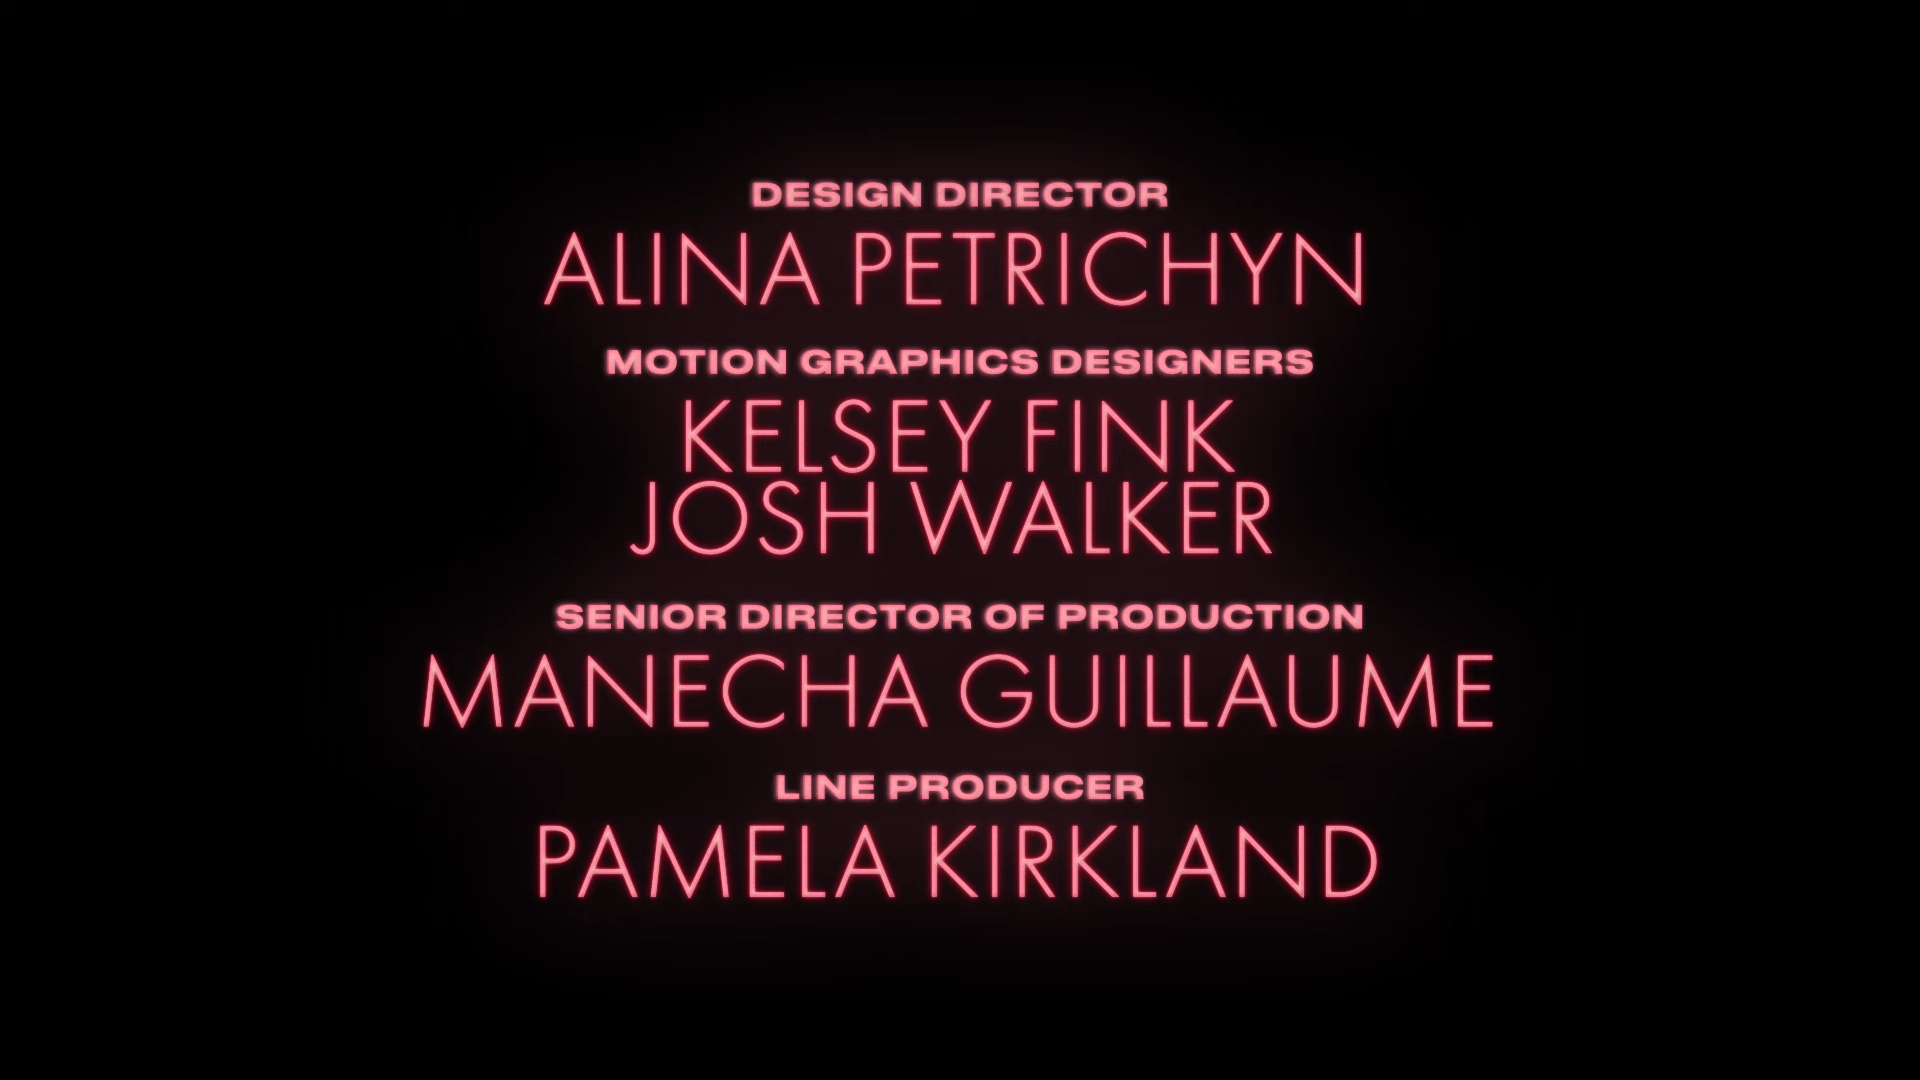 DESIGN DIRECTOR
ALINA PETRICHYN
MOTION GRAPHICS DESIGNERS
KELSEY FINK
JOSH WALKER
SENIOR DIRECTOR OF PRODUCTION
MANECHA GUILLAUME
LINE PRODUCER
PAMELA KIRKLAND